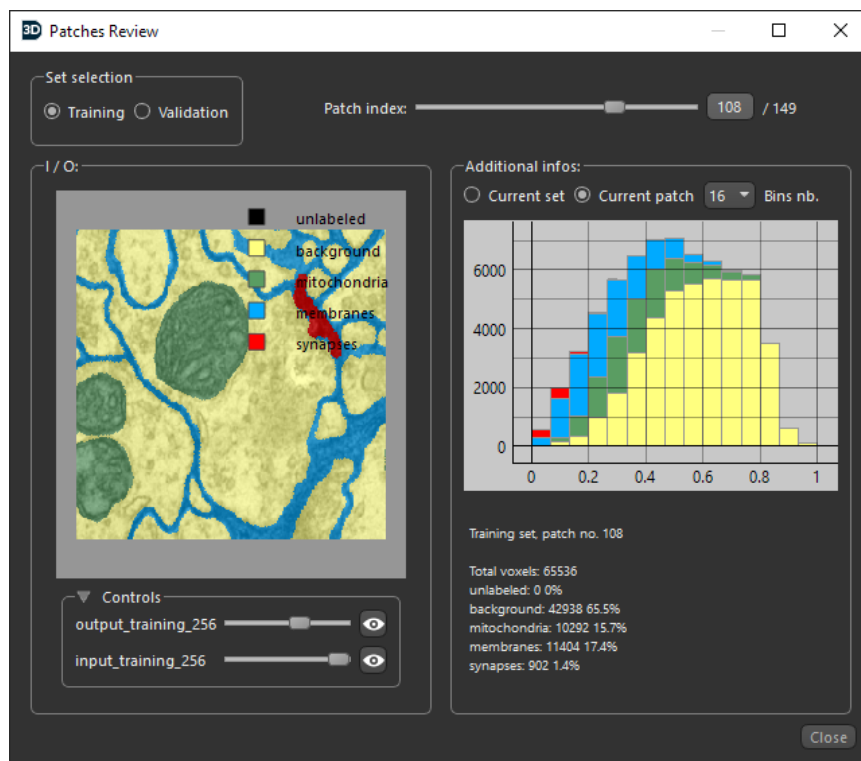 3D Patches Review
Set selection
Training Validation
Patch index: 108 / 149
I / O:
unlabeled
background
mitochondria
membranes
synapses
Controls
output_training_256
input_training_256
Additional infos:
Current set Current patch 16 Bins nb.
6000
4000
2000
0
0 0.2 0.4 0.6 0.8 1
Training set, patch no. 108
Total voxels: 65536
unlabeled: 0 0%
background: 42938 65.5%
mitochondria: 10292 15.7%
membranes: 11404 17.4%
synapses: 902 1.4%
Close